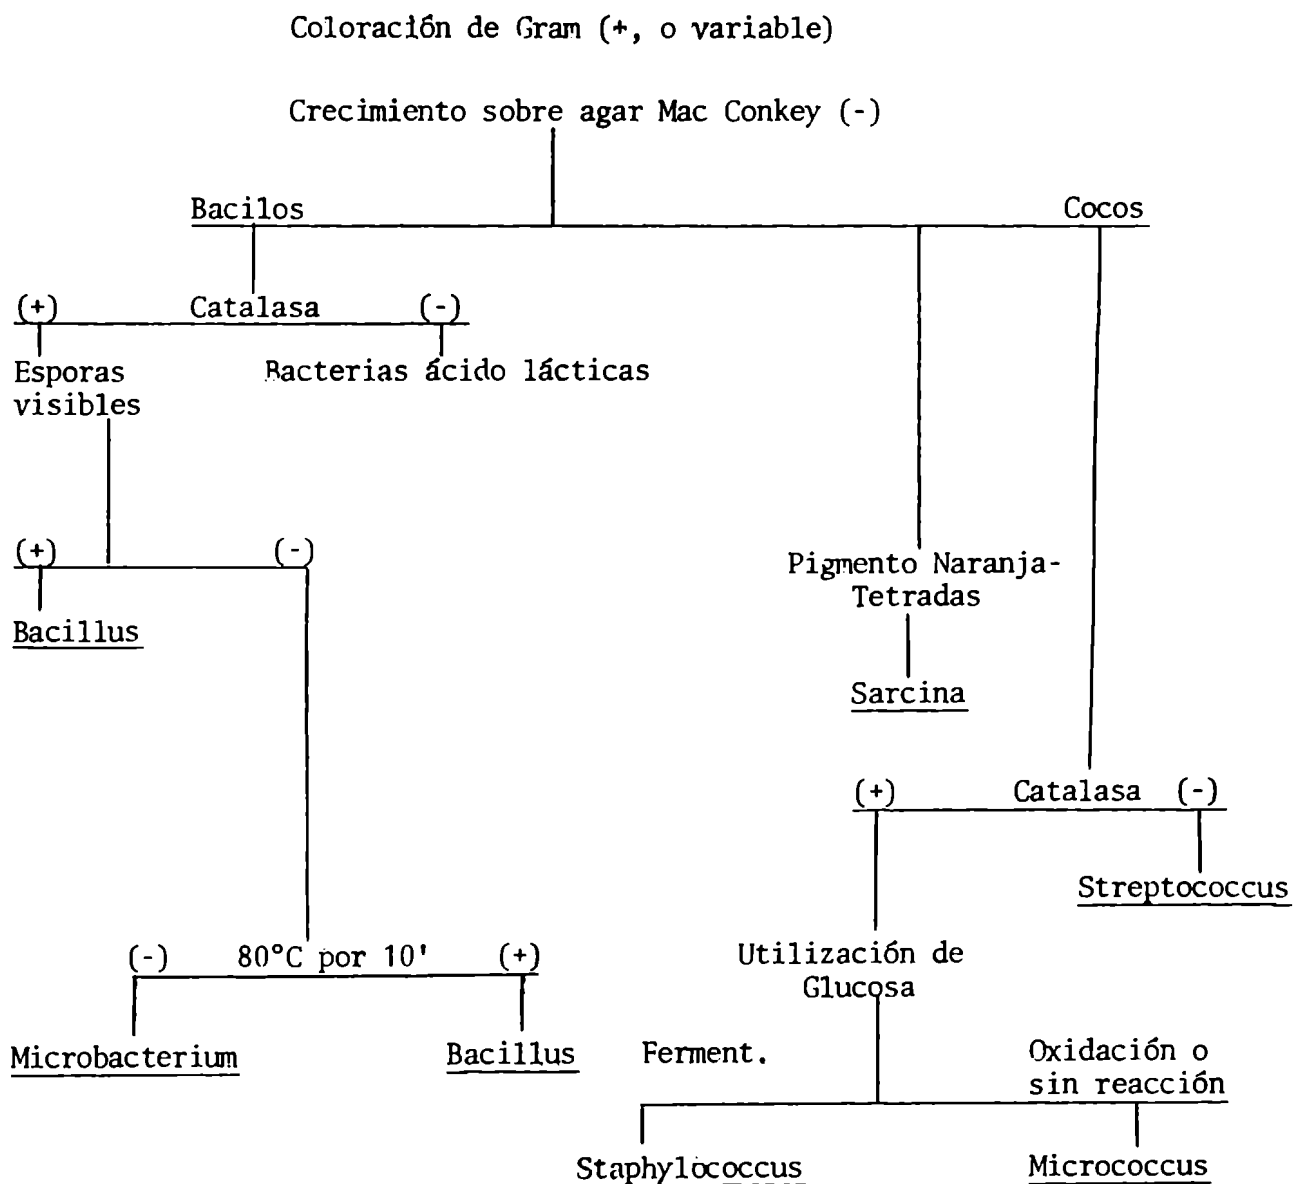 Coloración de Gram (+, o variable)
Crecimiento sobre agar Mac Conkey (-)
Bacilos Cocos
(+) Catalasa (-)
Esporas
visibles
Bacterias ácido lácticas
(+) (-)
Bacillus
Pigmento Naranja-
Tetradas
Sarcina
(+) Catalasa (-)
Streptococcus
(-) 80°C por 10' (+)
Microbacterium Bacillus
Utilización de
Glucosa
Ferment.
Oxidación o
sin reacción
Staphylococcus Micrococcus